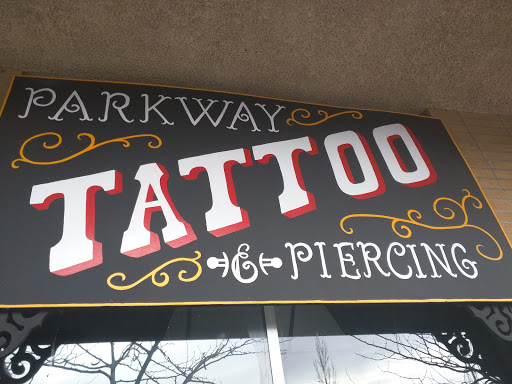 PARKWAY
TATTOO
& PIERCING